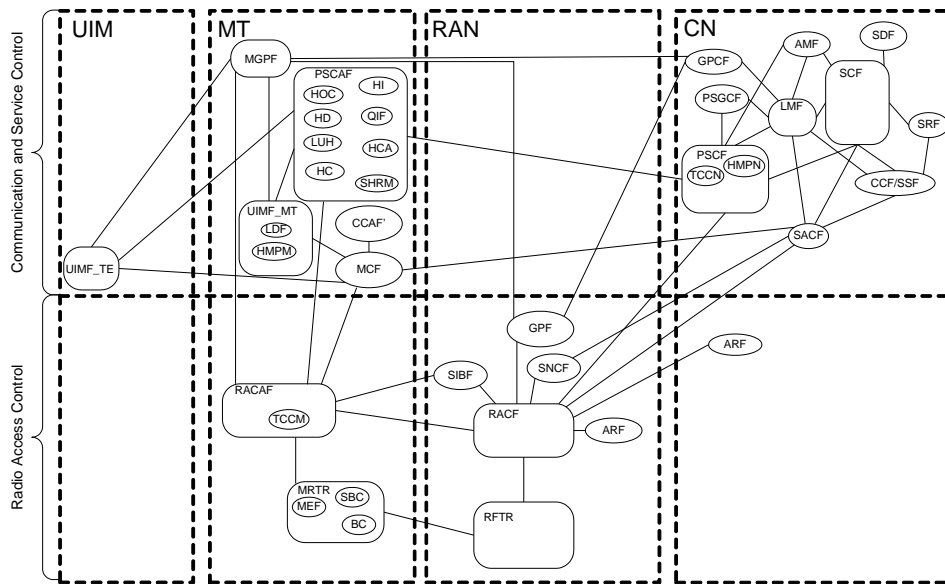 UIM
MT
RAN
CN
Communication and Service Control
Radio Access Control
MGPF
PSCAF
HOC
HI
HD
QIF
LUH
HCA
HC
SHRM
UIMF_MT
LDF
HMPM
CCAF'
MCF
UIMF_TE
GPCF
AMF
SDF
SCF
PSGCF
LMF
SRF
PSCF
HMPN
TCCN
CCF/SSF
SACF
GPF
SNCF
SIBF
ARF
RACAF
TCCM
RACF
ARF
MRTR
MEF
SBC
BC
RFTR